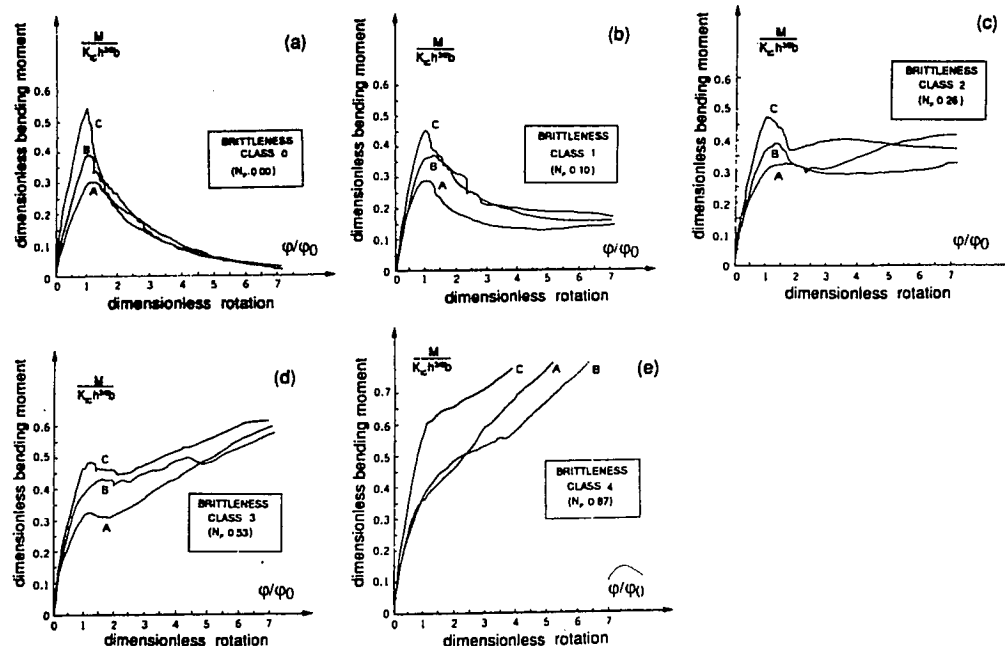 (a)
M
K_IC h^3/2 b
dimensionless bending moment
0.6
0.5
0.4
0.3
0.2
0.1
0
C
B
A
BRITTLENESS
CLASS 0
(N_P 0.00)
φ/φ0
0 1 2 3 4 5 6 7
dimensionless rotation
(b)
M
K_IC h^3/2 b
dimensionless bending moment
0.6
0.5
0.4
0.3
0.2
0.1
0
C
B
A
BRITTLENESS
CLASS 1
(N_P 0.10)
φ/φ0
0 1 2 3 4 5 6 7
dimensionless rotation
(c)
M
K_IC h^3/2 b
dimensionless bending moment
0.6
0.5
0.4
0.3
0.2
0.1
0
C
B
A
BRITTLENESS
CLASS 2
(N_P 0.26)
φ/φ0
0 1 2 3 4 5 6 7
dimensionless rotation
(d)
M
K_IC h^3/2 b
dimensionless bending moment
0.7
0.6
0.5
0.4
0.3
0.2
0.1
0
C
B
A
BRITTLENESS
CLASS 3
(N_P 0.53)
φ/φ0
0 1 2 3 4 5 6 7
dimensionless rotation
(e)
M
K_IC h^3/2 b
dimensionless bending moment
0.7
0.6
0.5
0.4
0.3
0.2
0.1
0
C A B
BRITTLENESS
CLASS 4
(N_P 0.87)
φ/φ0
0 1 2 3 4 5 6 7
dimensionless rotation